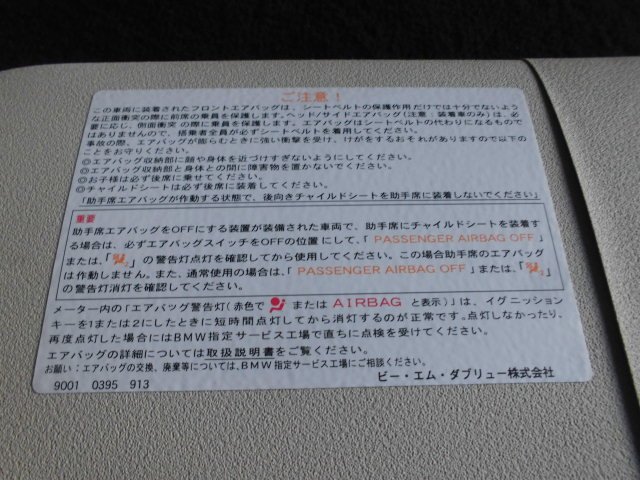 ご注意!
この車両に装着されたフロントエアバッグは、シートベルトの保護作用だけでは十分でないような
正面衝突の際に前席の乗員を保護します。ヘッド/サイドエアバッグ(注意:装着車のみ)は、必
要に応じ、側面衝突の際に乗員を保護します。エアバッグはシートベルトの代わりになるもので
はありませんので、搭乗者全員が必ずシートベルトを着用してください。
事故の際、エアバッグが膨らむときに強い衝撃を受け、けがをするおそれがありますので以下の
ことをお守りください。
◎エアバッグ収納部に顔や身体を近づけすぎないようにしてください。
◎エアバッグ収納部と身体との間に障害物を置かないでください。
◎お子様は必ず後席に乗せてください。
◎チャイルドシートは必ず後席に装着してください。
「助手席エアバッグが作動する状態で、後向きチャイルドシートを助手席に装着しないでください」
重要
助手席エアバッグをOFFにする装置が装備された車両で、助手席にチャイルドシートを装着す
る場合は、必ずエアバッグスイッチをOFFの位置にして、「PASSENGER AIRBAG OFF」
または、「 」の警告灯点灯を確認してから使用してください。この場合助手席のエアバッグ
は作動しません。また、通常使用の場合は、「PASSENGER AIRBAG OFF」または、「 」
の警告灯消灯を確認してください。
メーター内の「エアバッグ警告灯(赤色で または AIRBAG と表示)」は、イグニッション
キーを1または2にしたときに短時間点灯してから消灯するのが正常です。点灯しなかったり、
再度点灯した場合にはBMW指定サービス工場で直ちに点検を受けてください。
エアバッグの詳細については取扱説明書をご覧ください。
お願い:エアバッグの交換、廃棄等については、BMW指定サービス工場にご相談ください。
9001 0395 913
ビー・エム・ダブリュー株式会社